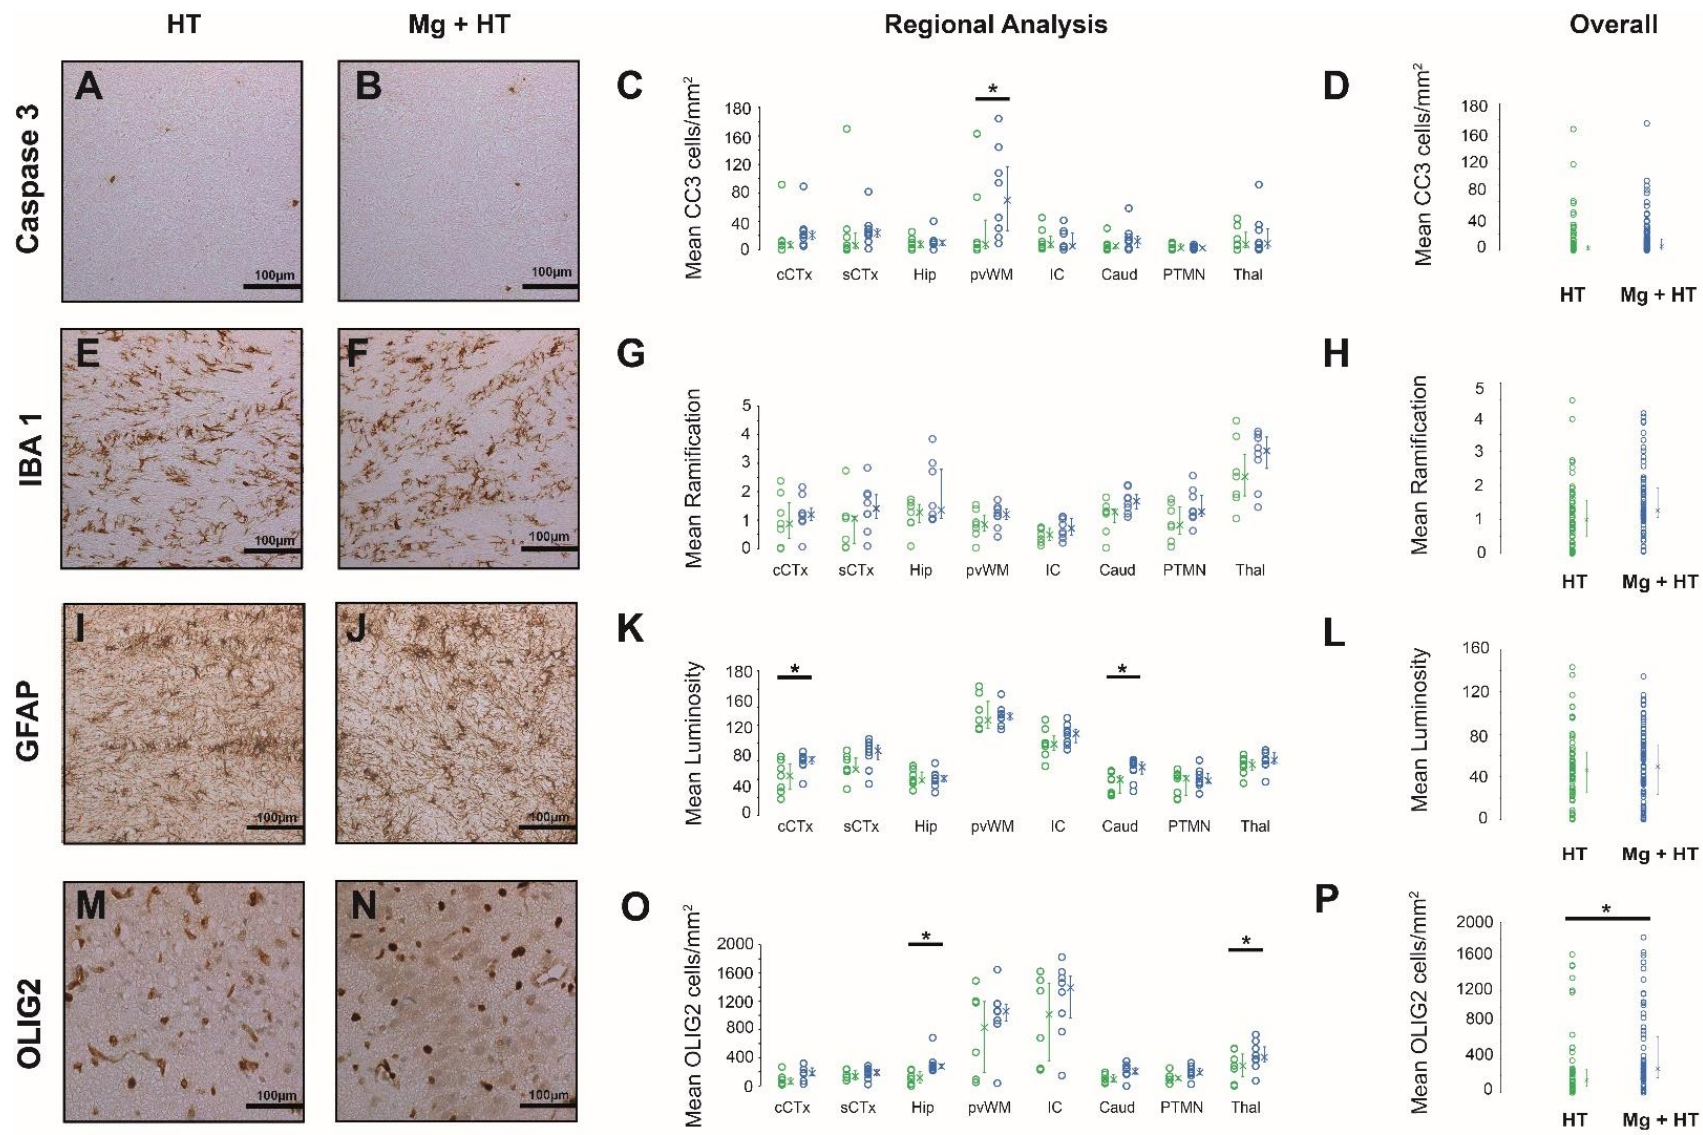 HT Mg + HT Regional Analysis Overall
Caspase 3
A
100µm
B
100µm
C
Mean CC3 cells/mm²
180
160
120
80
40
0
*
cCTx sCTx Hip pvWM IC Caud PTMN Thal
D
Mean CC3 cells/mm²
180
160
120
80
40
0
HT Mg + HT
IBA 1
E
100µm
F
100µm
G
Mean Ramification
5
4
3
2
1
0
cCTx sCTx Hip pvWM IC Caud PTMN Thal
H
Mean Ramification
5
4
3
2
1
0
HT Mg + HT
GFAP
I
100µm
J
100µm
K
Mean Luminosity
180
160
120
80
40
0
* *
cCTx sCTx Hip pvWM IC Caud PTMN Thal
L
Mean Luminosity
160
120
80
40
0
HT Mg + HT
OLIG2
M
100µm
N
100µm
O
Mean OLIG2 cells/mm²
2000
1600
1200
800
400
0
* *
cCTx sCTx Hip pvWM IC Caud PTMN Thal
P
Mean OLIG2 cells/mm²
2000
1600
1200
800
400
0
*
HT Mg + HT